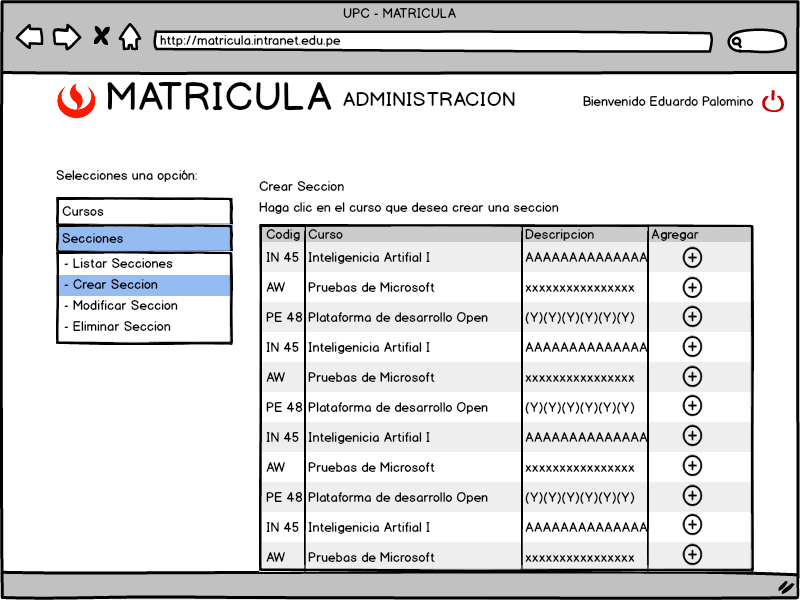 UPC - MATRICULA
http://matricula.intranet.edu.pe
MATRICULA ADMINISTRACION
Bienvenido Eduardo Palomino
Selecciones una opción:
Cursos
Secciones
- Listar Secciones
- Crear Seccion
- Modificar Seccion
- Eliminar Seccion
Crear Seccion
Haga clic en el curso que desea crear una seccion
Codig Curso Descripcion Agregar
IN 45 Inteligenicia Artifial I AAAAAAAAAAAAAA
AW Pruebas de Microsoft xxxxxxxxxxxxxxxx
PE 48 Plataforma de desarrollo Open (Y)(Y)(Y)(Y)(Y)(Y)
IN 45 Inteligenicia Artifial I AAAAAAAAAAAAAA
AW Pruebas de Microsoft xxxxxxxxxxxxxxxx
PE 48 Plataforma de desarrollo Open (Y)(Y)(Y)(Y)(Y)(Y)
IN 45 Inteligenicia Artifial I AAAAAAAAAAAAAA
AW Pruebas de Microsoft xxxxxxxxxxxxxxxx
PE 48 Plataforma de desarrollo Open (Y)(Y)(Y)(Y)(Y)(Y)
IN 45 Inteligenicia Artifial I AAAAAAAAAAAAAA
AW Pruebas de Microsoft xxxxxxxxxxxxxxxx